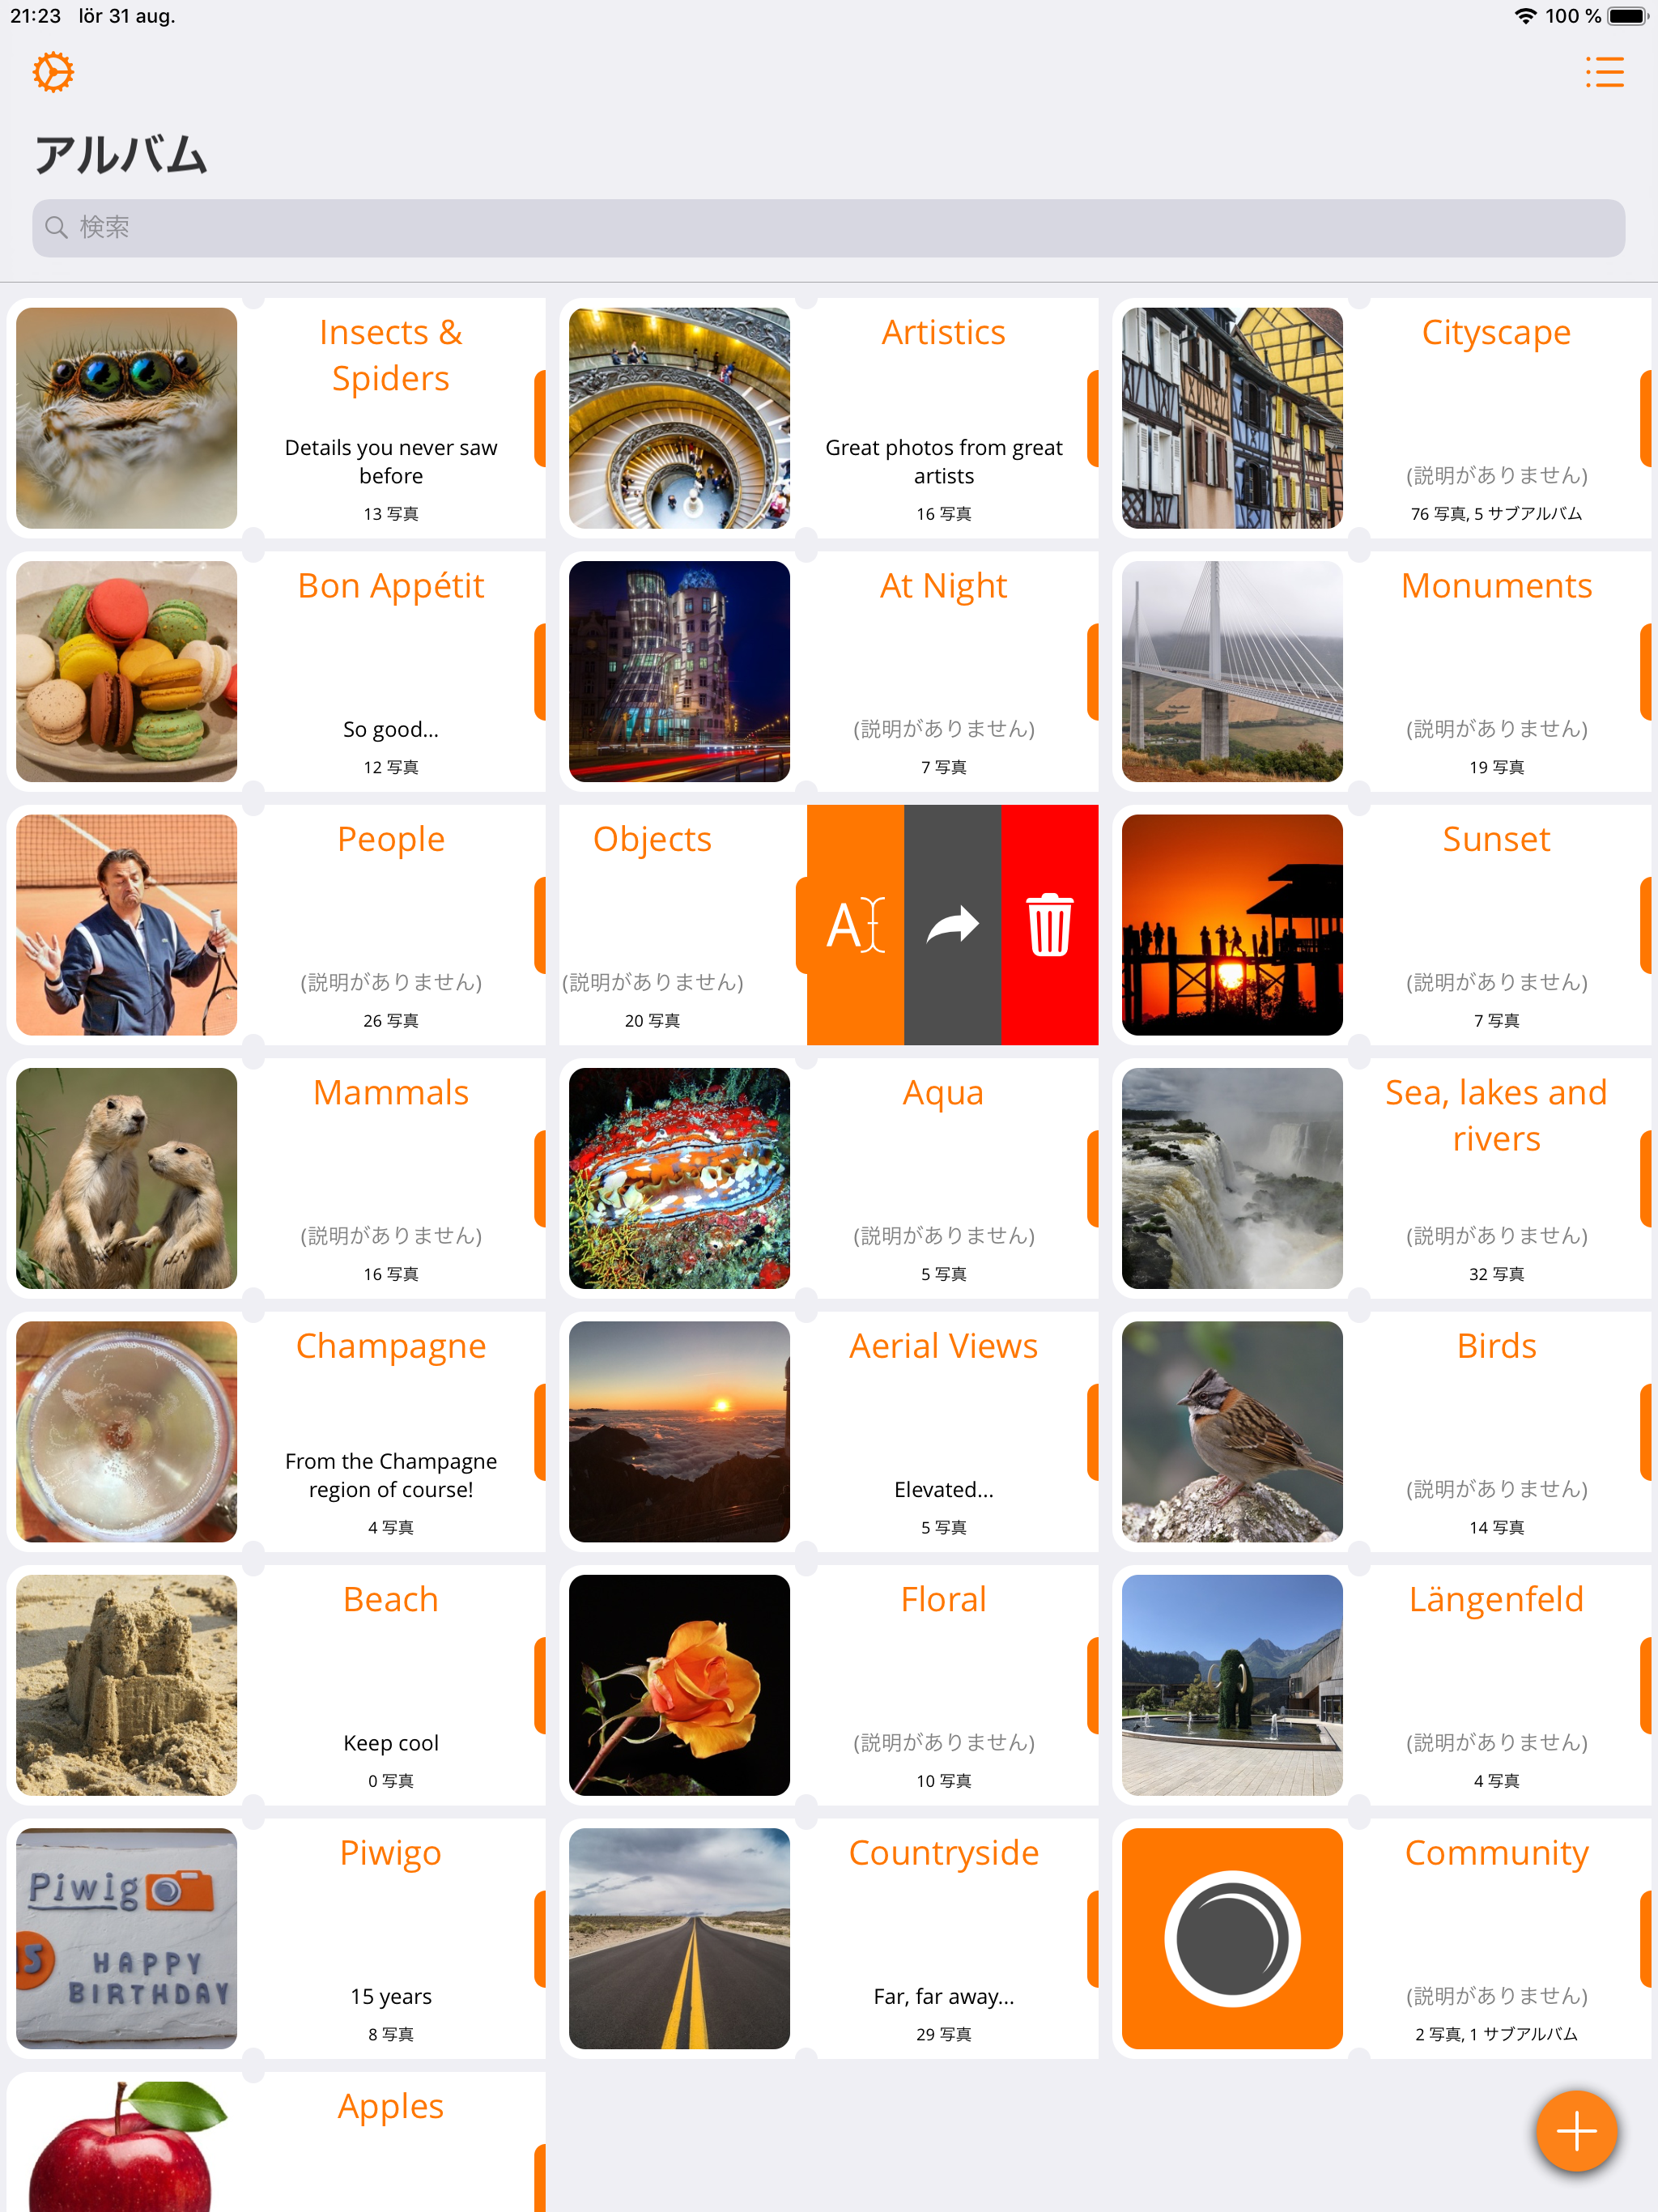 21:23 lör 31 aug.
100 %
アルバム
検索
Insects &
Spiders
Details you never saw
before
13 写真
Artistics
Great photos from great
artists
16 写真
Cityscape
(説明がありません)
76 写真, 5 サブアルバム
Bon Appétit
So good...
12 写真
At Night
(説明がありません)
7 写真
Monuments
(説明がありません)
19 写真
People
(説明がありません)
26 写真
Objects
(説明がありません)
20 写真
A
Sunset
(説明がありません)
7 写真
Mammals
(説明がありません)
16 写真
Aqua
(説明がありません)
5 写真
Sea, lakes and
rivers
(説明がありません)
32 写真
Champagne
From the Champagne
region of course!
4 写真
Aerial Views
Elevated...
5 写真
Birds
(説明がありません)
14 写真
Beach
Keep cool
0 写真
Floral
(説明がありません)
10 写真
Längenfeld
(説明がありません)
4 写真
Piwig
15
HAPPY
BIRTHDAY
Piwigo
15 years
8 写真
Countryside
Far, far away...
29 写真
Community
(説明がありません)
2 写真, 1 サブアルバム
Apples